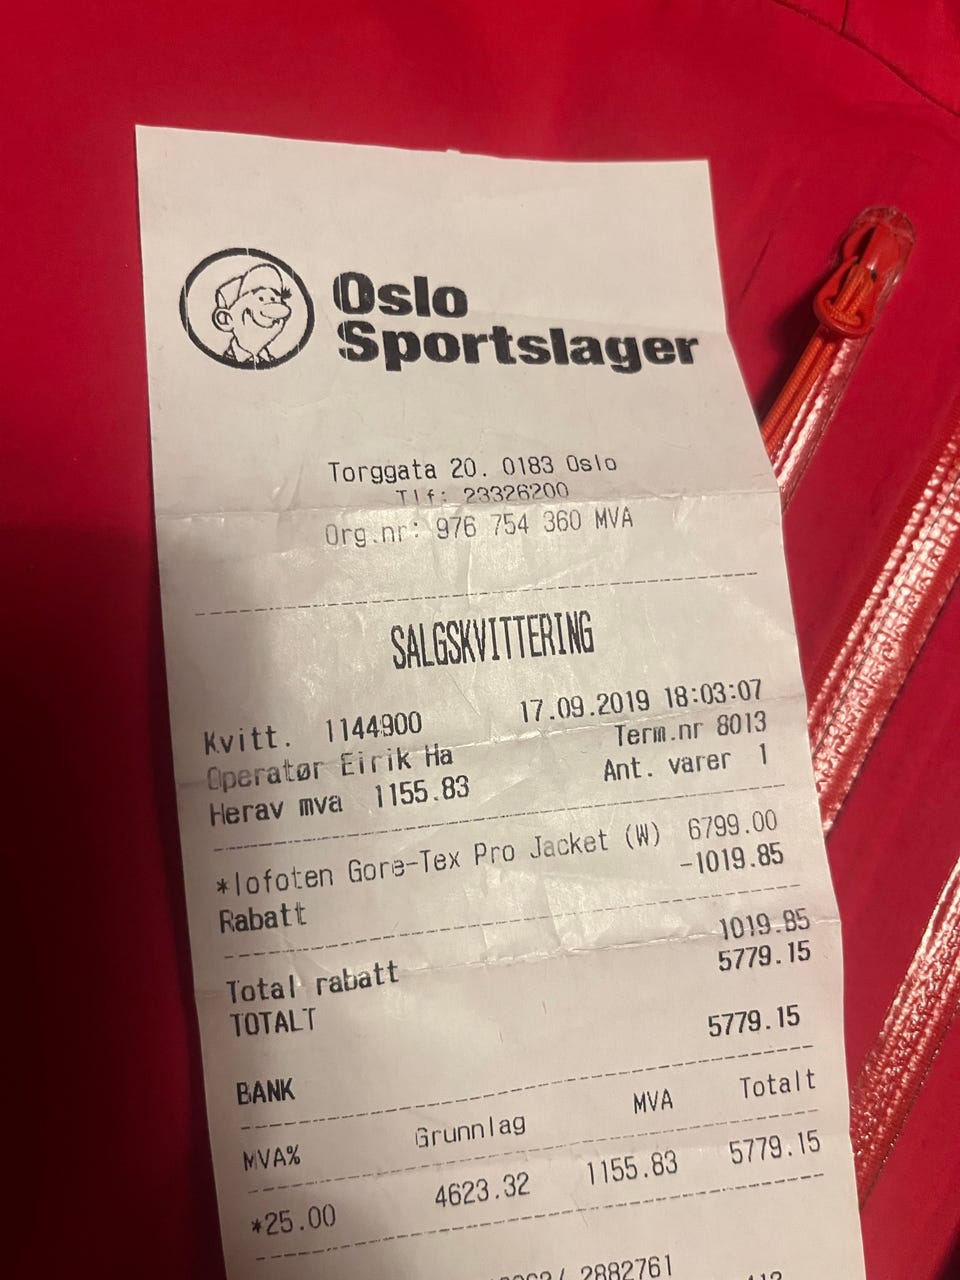 Oslo
Sportslager
Torggata 20. 0183 Oslo
Tlf: 23326200
Org.nr: 976 754 360 MVA
SALGSKVITTERING
Kvitt. 1144900 17.09.2019 18:03:07
Operatør Eirik Ha Term.nr 8013
Herav mva 1155.83 Ant. varer 1
*lofoten Gore-Tex Pro Jacket (W) 6799.00
Rabatt -1019.85
Total rabatt 1019.85
TOTALT 5779.15
BANK 5779.15
MVA% Grunnlag MVA Totalt
*25.00 4623.32 1155.83 5779.15
2882761